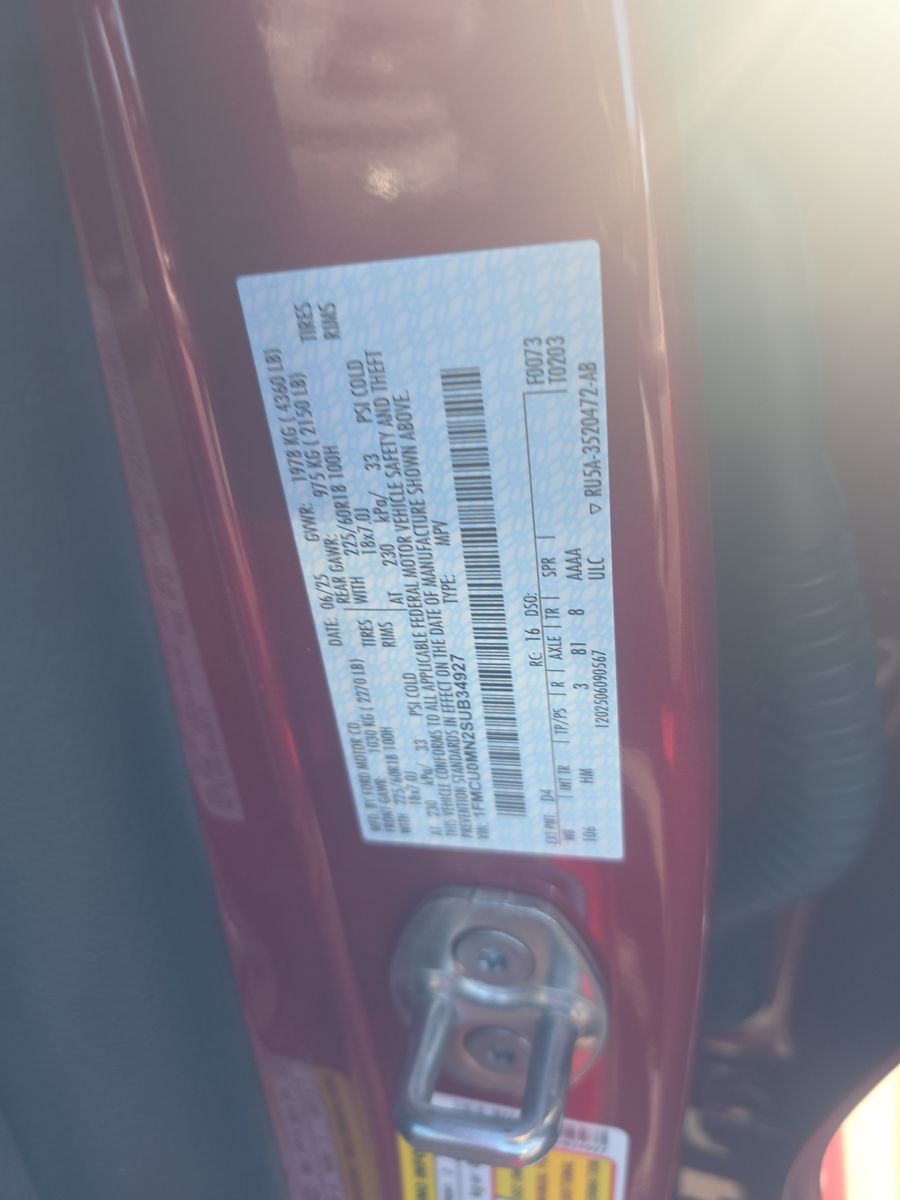 MFD. BY FORD MOTOR CO.
DATE: 06/25 GVWR: 1978 KG ( 4360 LB)
FRONT GAWR: 1030 KG ( 2270 LB) REAR GAWR: 975 KG ( 2150 LB)
WITH 225/60R18 100H TIRES WITH 225/60R18 100H TIRES
18x7.0J RIMS 18x7.0J RIMS
AT 230 kPa/ 33 PSI COLD AT 230 kPa/ 33 PSI COLD
THIS VEHICLE CONFORMS TO ALL APPLICABLE FEDERAL MOTOR VEHICLE SAFETY AND THEFT
PREVENTION STANDARDS IN EFFECT ON THE DATE OF MANUFACTURE SHOWN ABOVE.
VIN: 1FMCU0MN2SUB34927 TYPE: MPV
F0073
T0203
EXT PNT: D4 RC: 16 DSO:
WB INT TR TP/PS R AXLE TR SPR
106 HM 3 81 8 AAAA
ULC
1202506090567 ▽ RU5A-3520472-AB